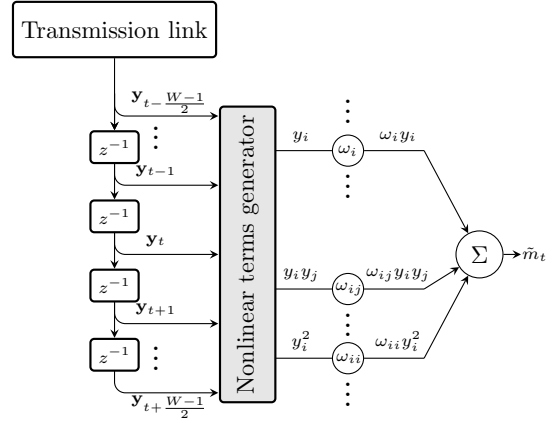 Transmission link
𝐲_{t−\frac{W−1}{2}}
⋮
z^{−1}
⋮
y_i
ω_i
ω_i y_i
𝐲_{t−1}
⋮
z^{−1}
𝐲_t
Nonlinear terms generator
Σ
m̃_t
z^{−1}
y_i y_j
ω_{ij}
ω_{ij} y_i y_j
𝐲_{t+1}
⋮
z^{−1}
⋮
y_i^2
ω_{ii}
ω_{ii} y_i^2
𝐲_{t+\frac{W−1}{2}}
⋮